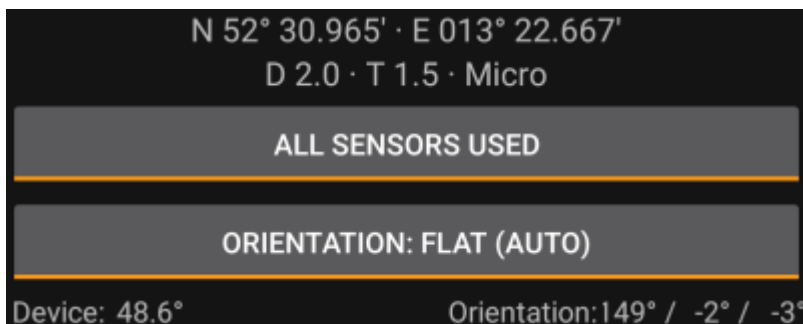 N 52° 30.965' · E 013° 22.667'
D 2.0 · T 1.5 · Micro
ALL SENSORS USED
ORIENTATION: FLAT (AUTO)
Device: 48.6° Orientation:149° / -2° / -3°